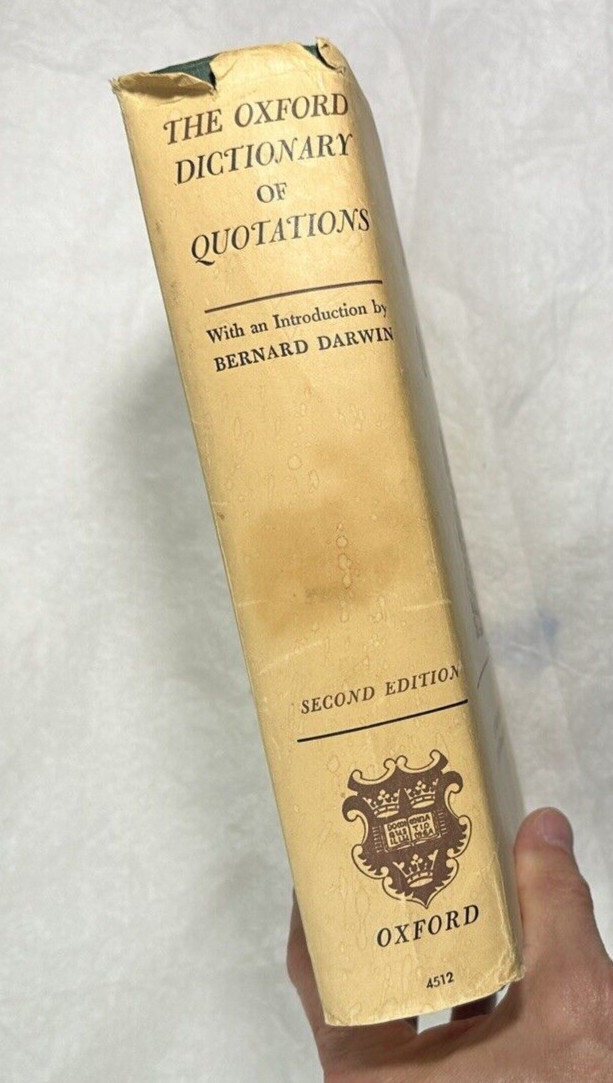 THE OXFORD
DICTIONARY
OF
QUOTATIONS
With an Introduction by
BERNARD DARWIN
SECOND EDITION
OXFORD
4512